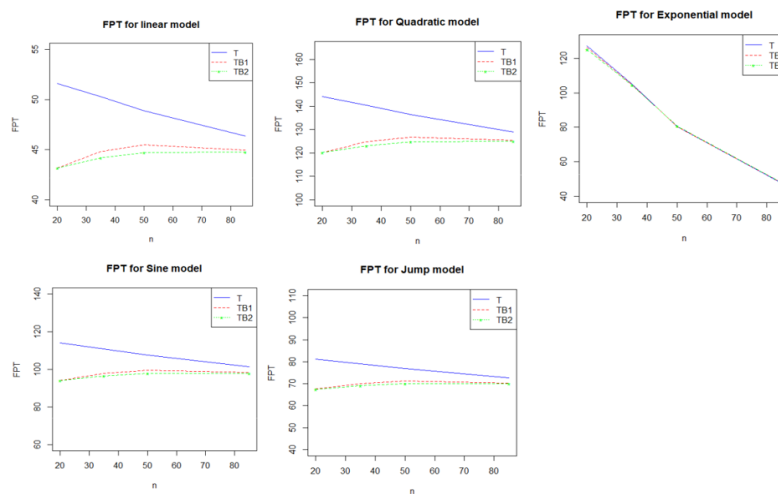 FPT for linear model
T
TB1
TB2
FPT
55
50
45
40
20 30 40 50 60 70 80
n
FPT for Quadratic model
T
TB1
TB2
FPT
160
150
140
130
120
110
100
20 30 40 50 60 70 80
n
FPT for Exponential model
T
TB
TB
FPT
120
100
80
60
40
20 30 40 50 60 70 80
n
FPT for Sine model
T
TB1
TB2
FPT
140
120
100
80
60
20 30 40 50 60 70 80
n
FPT for Jump model
T
TB1
TB2
FPT
110
100
90
80
70
60
50
40
20 30 40 50 60 70 80
n